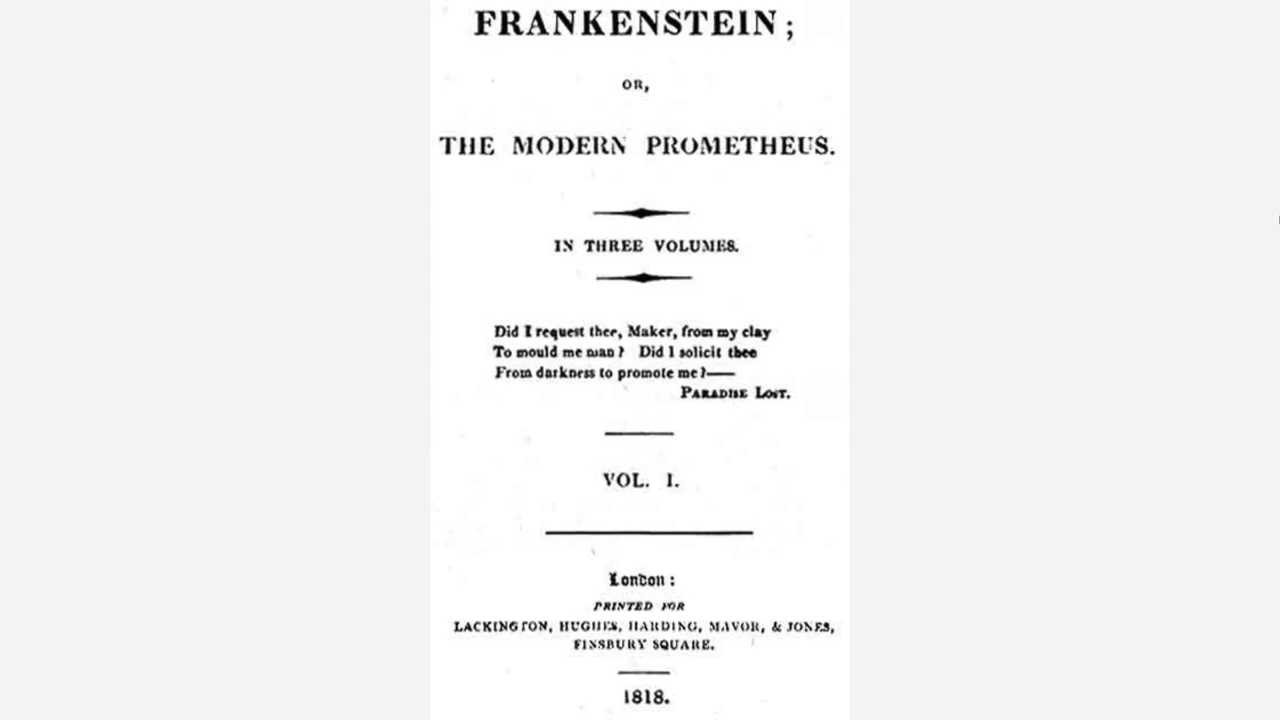 FRANKENSTEIN;
OR,
THE MODERN PROMETHEUS.
IN THREE VOLUMES.
Did I request thee, Maker, from my clay
To mould me man? Did I solicit thee
From darkness to promote me?—
PARADISE LOST.
VOL. I.
London:
PRINTED FOR
LACKINGTON, HUGHES, HARDING, MAVOR, & JONES,
FINSBURY SQUARE.
1818.